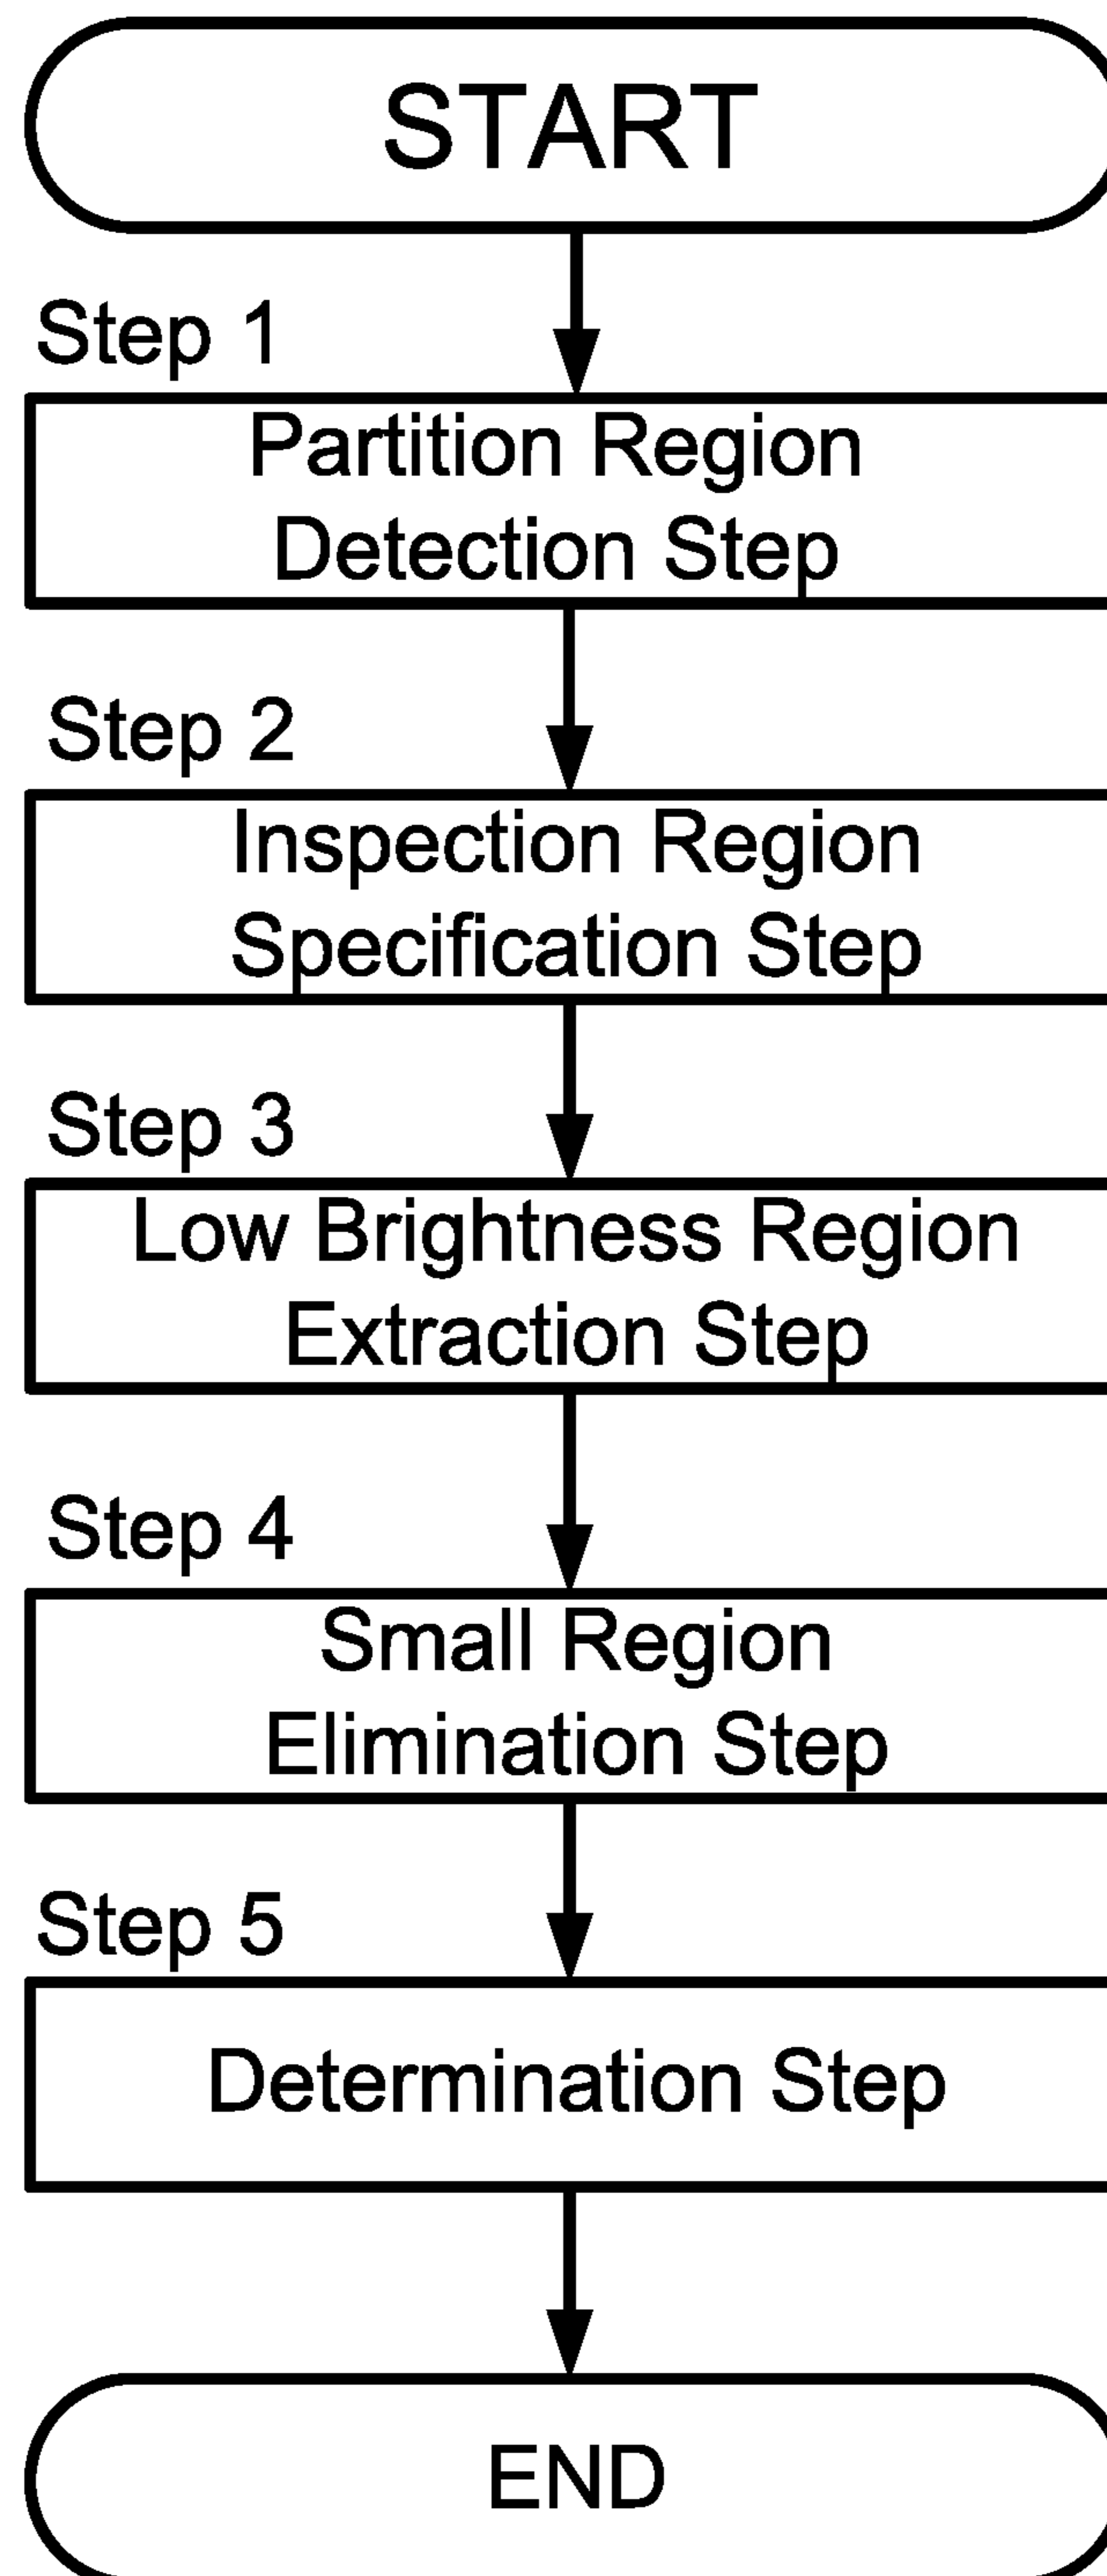 START
Step 1
Partition Region
Detection Step
Step 2
Inspection Region
Specification Step
Step 3
Low Brightness Region
Extraction Step
Step 4
Small Region
Elimination Step
Step 5
Determination Step
END